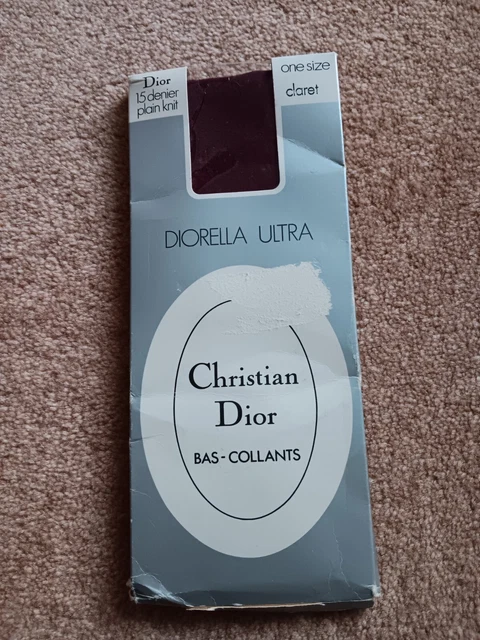 Dior
15 denier
plain knit
one size
claret
DIORELLA ULTRA
Christian
Dior
BAS-COLLANTS